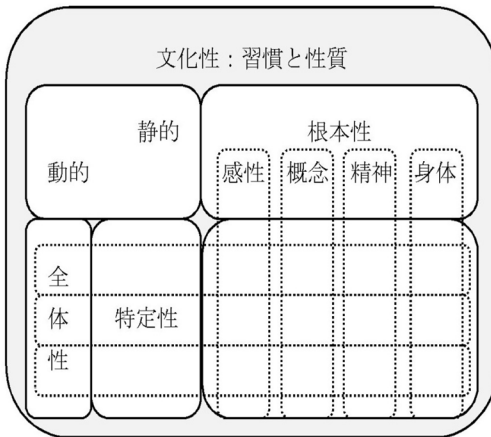 文化性：習慣と性質
静的
動的
根本性
感性 概念 精神 身体
全
体
性
特定性